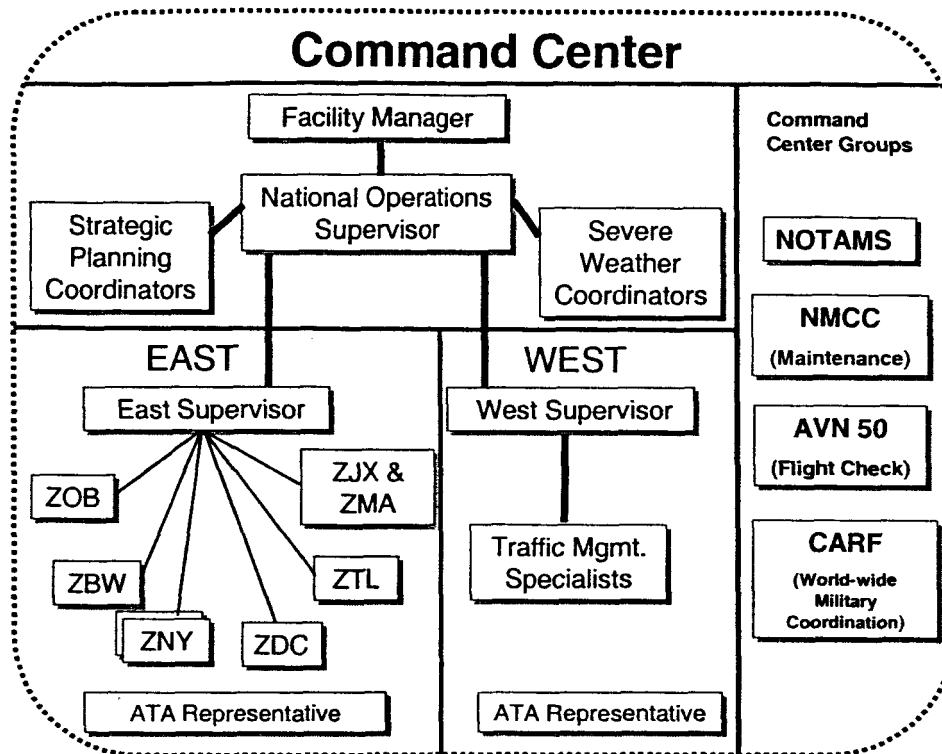 Command Center
Facility Manager
National Operations
Supervisor
Strategic
Planning
Coordinators
Severe
Weather
Coordinators
EAST
East Supervisor
ZOB
ZBW
ZNY
ZDC
ZTL
ZJX &
ZMA
ATA Representative
WEST
West Supervisor
Traffic Mgmt.
Specialists
ATA Representative
Command
Center Groups
NOTAMS
NMCC
(Maintenance)
AVN 50
(Flight Check)
CARF
(World-wide
Military
Coordination)